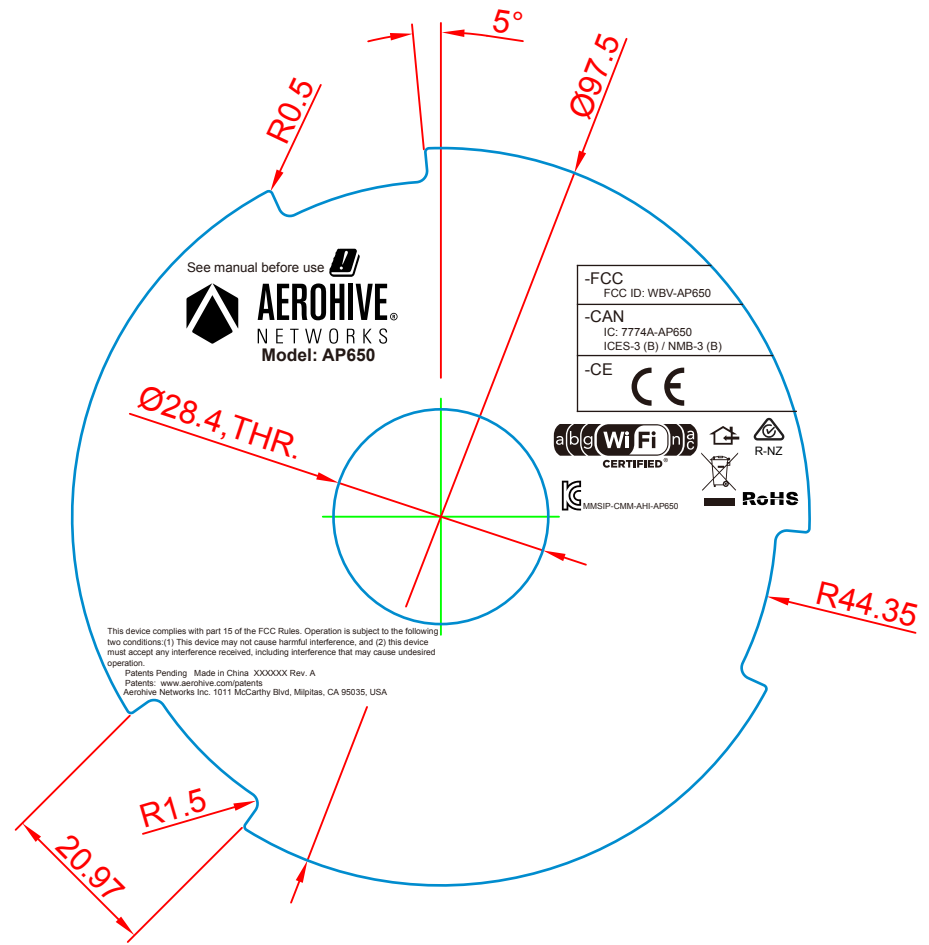 5°
Ø97.5
R0.5
See manual before use
AEROHIVE®
NETWORKS
Model: AP650
-FCC
FCC ID: WBV-AP650
-CAN
IC: 7774A-AP650
ICES-3 (B) / NMB-3 (B)
-CE
CE
Ø28.4,THR.
abg Wi Fi n ac
CERTIFIED®
R-NZ
MMSIP-CMM-AHI-AP650
RoHS
R44.35
This device complies with part 15 of the FCC Rules. Operation is subject to the following
two conditions:(1) This device may not cause harmful interference, and (2) this device
must accept any interference received, including interference that may cause undesired
operation.
Patents Pending Made in China XXXXXX Rev. A
Patents: www.aerohive.com/patents
Aerohive Networks Inc. 1011 McCarthy Blvd, Milpitas, CA 95035, USA
R1.5
20.97